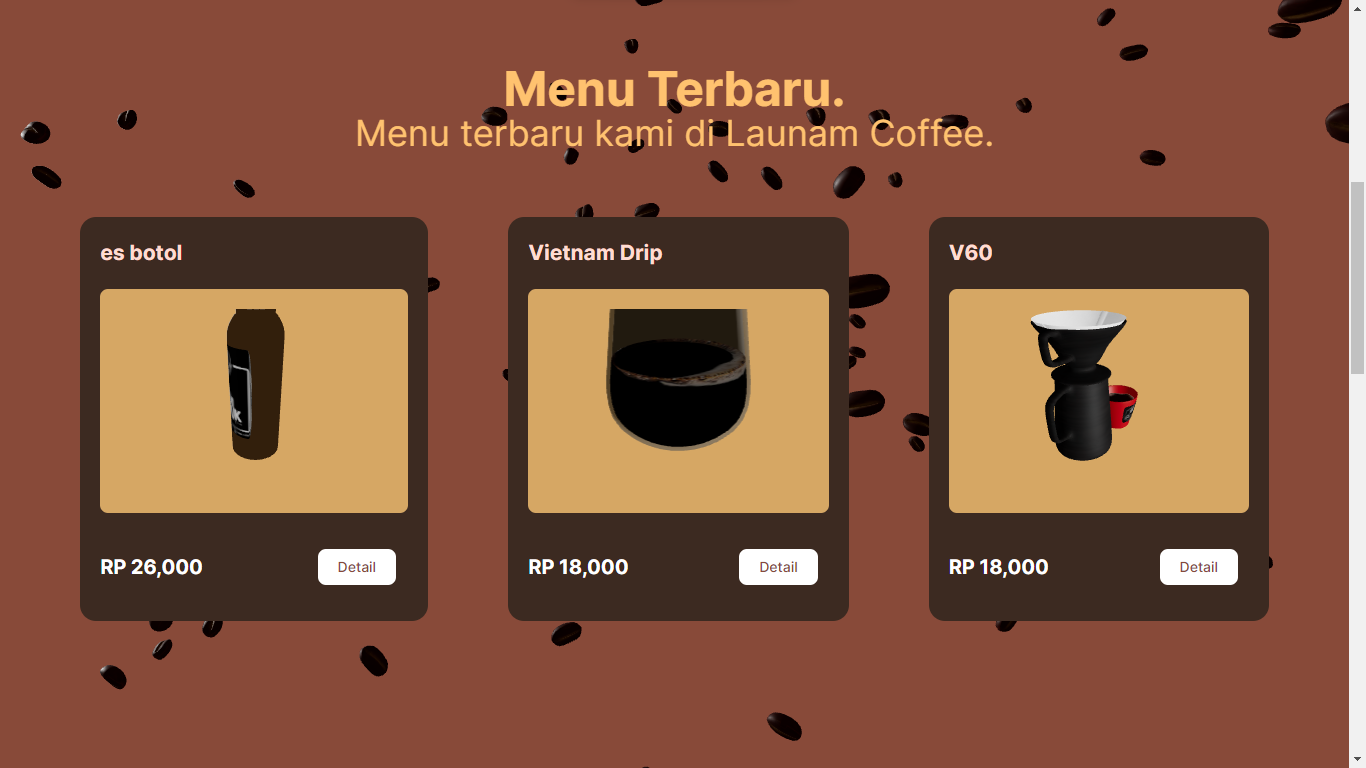 Menu Terbaru.
Menu terbaru kami di Launam Coffee.
es botol
Vietnam Drip
V60
RP 26,000
Detail
RP 18,000
Detail
RP 18,000
Detail